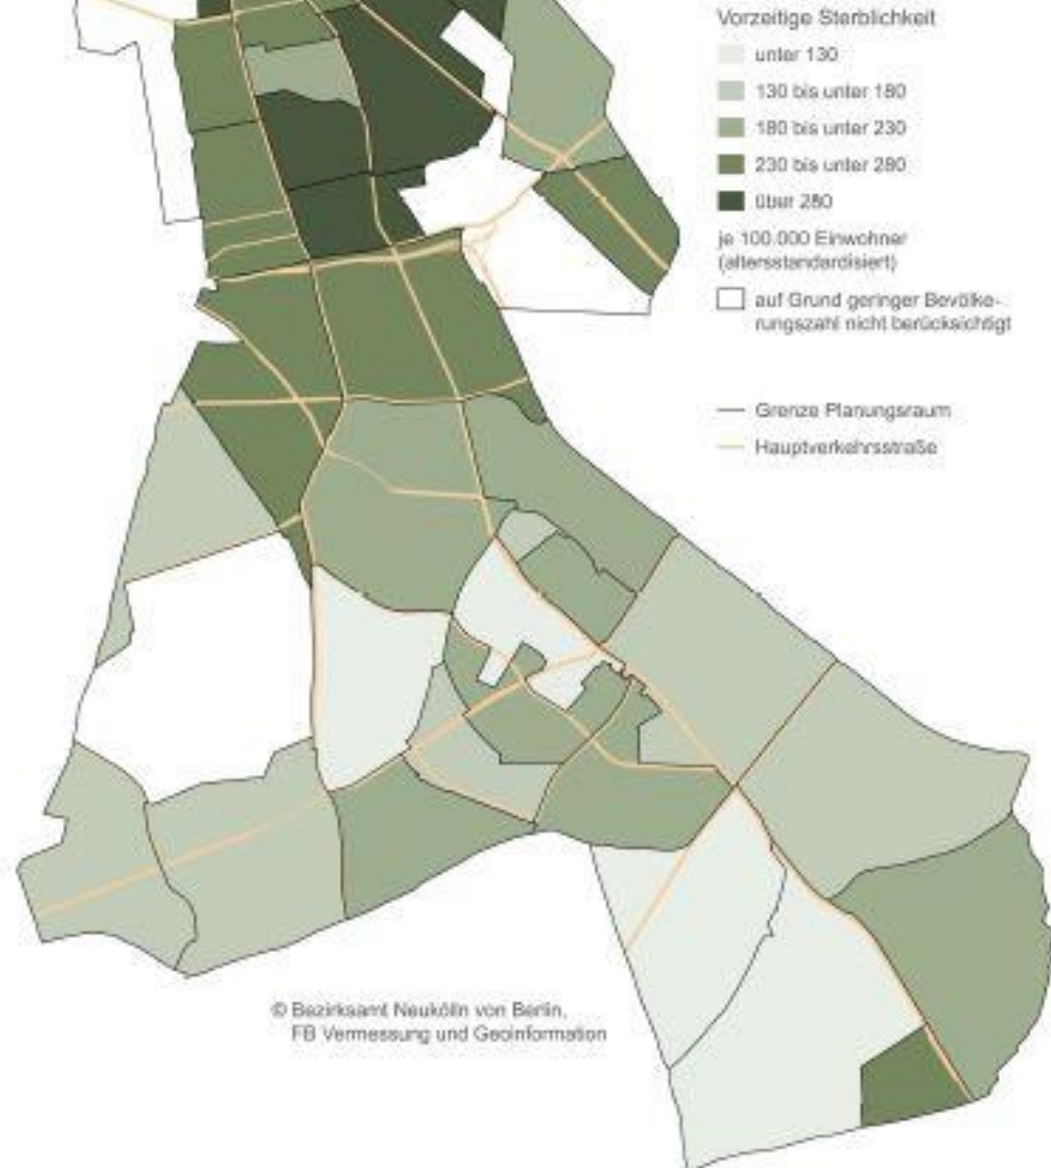 Vorzeitige Sterblichkeit
unter 130
130 bis unter 180
180 bis unter 230
230 bis unter 280
über 280
je 100.000 Einwohner
(altersstandardisiert)
auf Grund geringer Bevölke-
rungszahl nicht berücksichtigt
Grenze Planungsraum
Hauptverkehrsstraße
© Bezirksamt Neukölln von Berlin,
FB Vermessung und Geoinformation